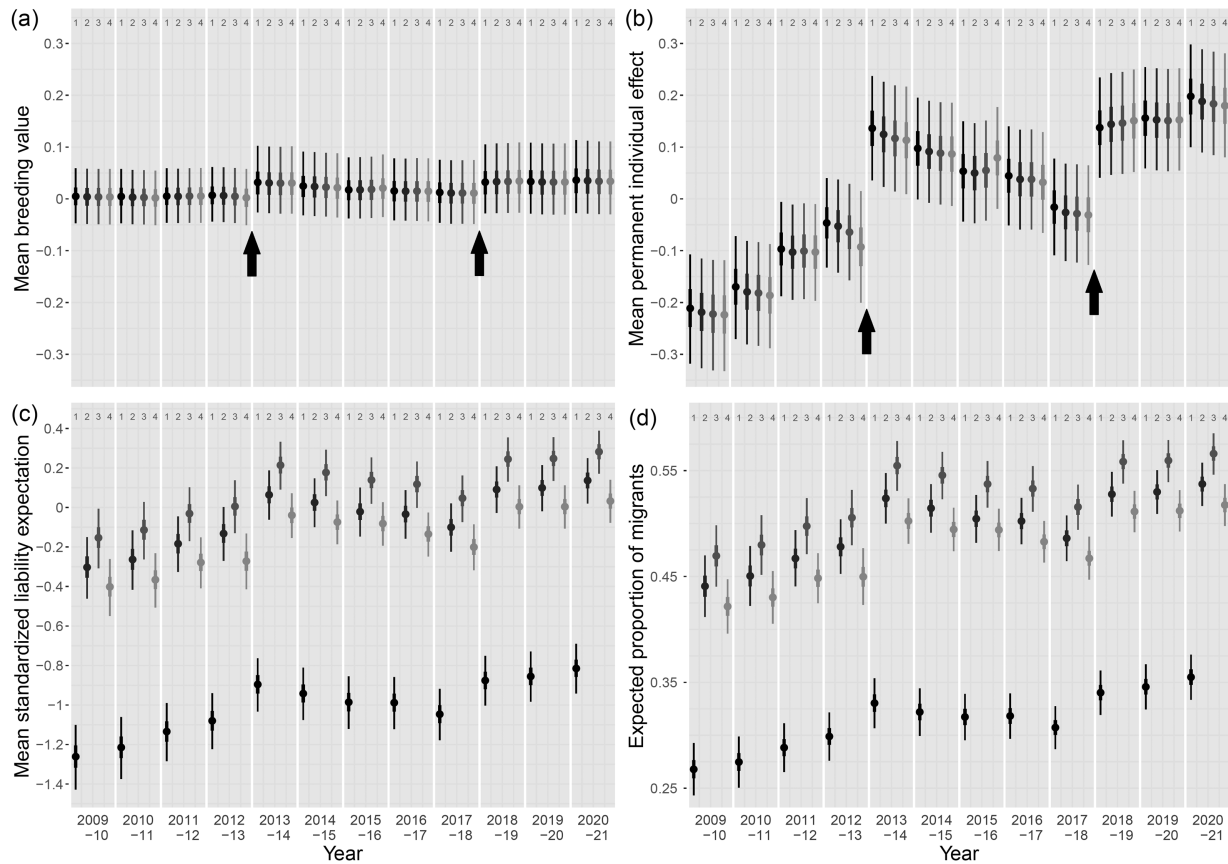 (a)
Mean breeding value
0.3
0.2
0.1
0
−0.1
−0.2
−0.3
1 2 3 4 1 2 3 4 1 2 3 4 1 2 3 4 1 2 3 4 1 2 3 4 1 2 3 4 1 2 3 4 1 2 3 4 1 2 3 4 1 2 3 4 1 2 3 4
(b)
Mean permanent individual effect
0.3
0.2
0.1
0
−0.1
−0.2
−0.3
1 2 3 4 1 2 3 4 1 2 3 4 1 2 3 4 1 2 3 4 1 2 3 4 1 2 3 4 1 2 3 4 1 2 3 4 1 2 3 4 1 2 3 4 1 2 3 4
(c)
Mean standardized liability expectation
0.4
0.2
0
−0.2
−0.4
−0.6
−0.8
−1
−1.2
−1.4
1 2 3 4 1 2 3 4 1 2 3 4 1 2 3 4 1 2 3 4 1 2 3 4 1 2 3 4 1 2 3 4 1 2 3 4 1 2 3 4 1 2 3 4 1 2 3 4
2009 2010 2011 2012 2013 2014 2015 2016 2017 2018 2019 2020
−10 −11 −12 −13 −14 −15 −16 −17 −18 −19 −20 −21
Year
(d)
Expected proportion of migrants
0.55
0.45
0.35
0.25
1 2 3 4 1 2 3 4 1 2 3 4 1 2 3 4 1 2 3 4 1 2 3 4 1 2 3 4 1 2 3 4 1 2 3 4 1 2 3 4 1 2 3 4 1 2 3 4
2009 2010 2011 2012 2013 2014 2015 2016 2017 2018 2019 2020
−10 −11 −12 −13 −14 −15 −16 −17 −18 −19 −20 −21
Year